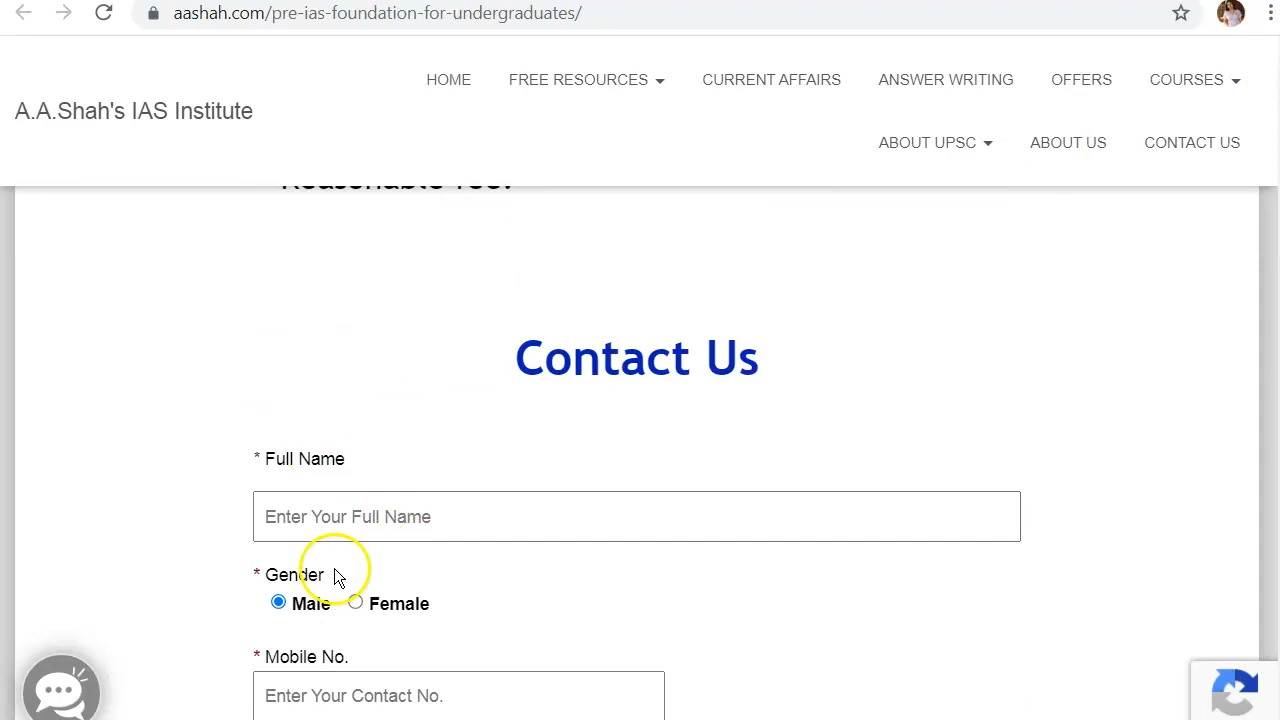 aashah.com/pre-ias-foundation-for-undergraduates/
HOME FREE RESOURCES CURRENT AFFAIRS ANSWER WRITING OFFERS COURSES
A.A.Shah's IAS Institute
ABOUT UPSC ABOUT US CONTACT US
Contact Us
* Full Name
Enter Your Full Name
* Gender
Male Female
* Mobile No.
Enter Your Contact No.